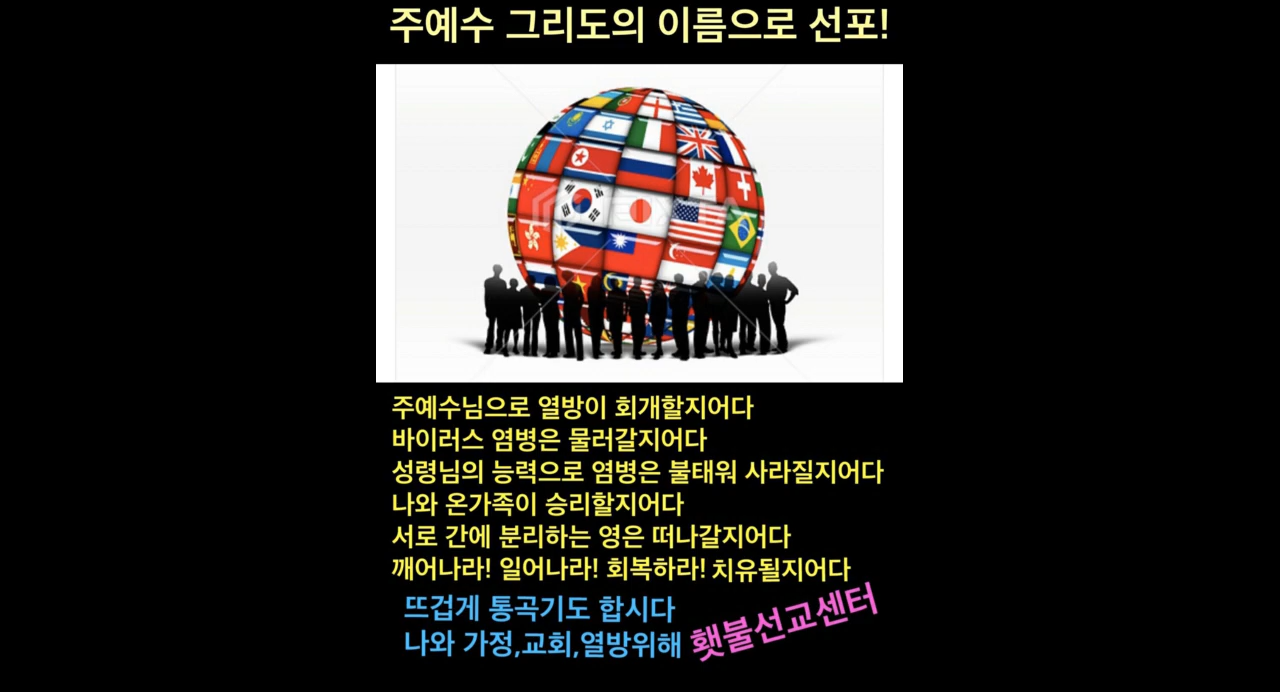 주예수 그리도의 이름으로 선포!
주예수님으로 열방이 회개할지어다
바이러스 염병은 물러갈지어다
성령님의 능력으로 염병은 불태워 사라질지어다
나와 온가족이 승리할지어다
서로 간에 분리하는 영은 떠나갈지어다
깨어나라! 일어나라! 회복하라! 치유될지어다
뜨겁게 통곡기도 합시다
나와 가정,교회,열방위해 횃불선교센터